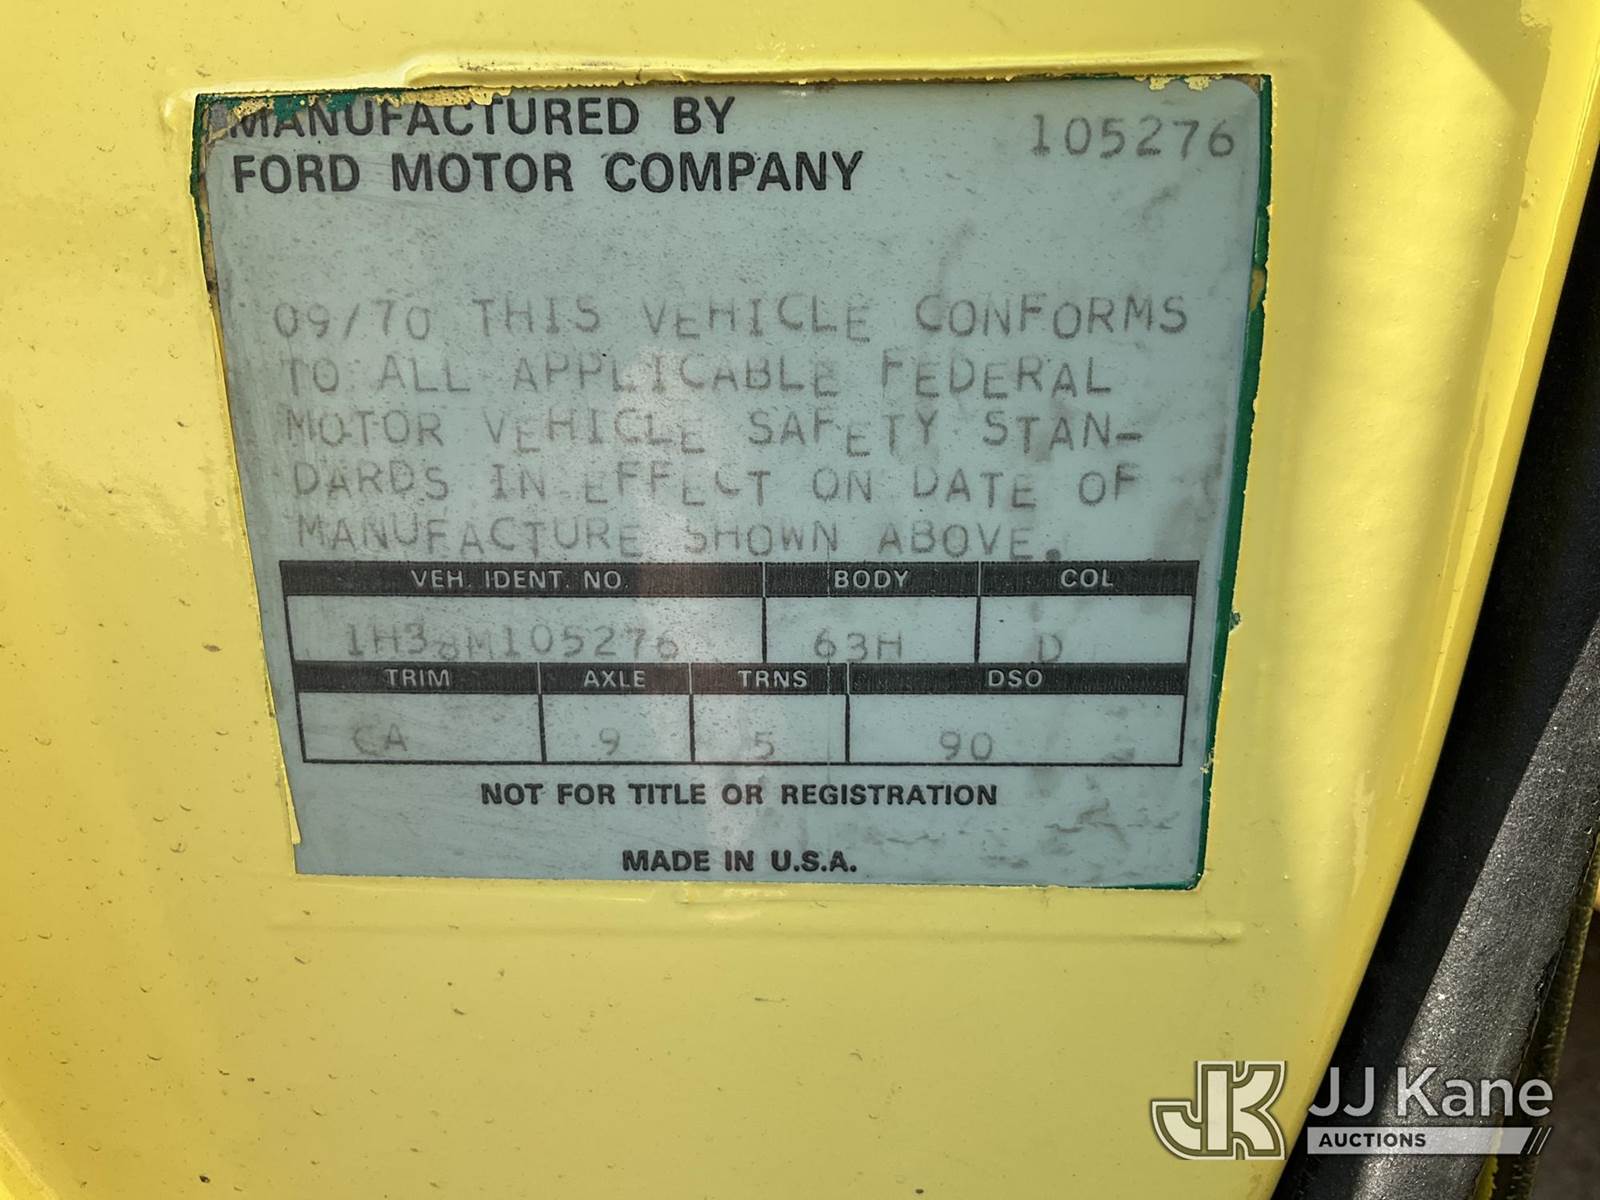 MANUFACTURED BY 105276
FORD MOTOR COMPANY
09/70 THIS VEHICLE CONFORMS
TO ALL APPLICABLE FEDERAL
MOTOR VEHICLE SAFETY STAN-
DARDS IN EFFECT ON DATE OF
MANUFACTURE SHOWN ABOVE.
VEH. IDENT. NO. BODY COL
1H38M105276 63H D
TRIM AXLE TRNS DSO
CA 9 5 90
NOT FOR TITLE OR REGISTRATION
MADE IN U.S.A.
JK JJ Kane
AUCTIONS